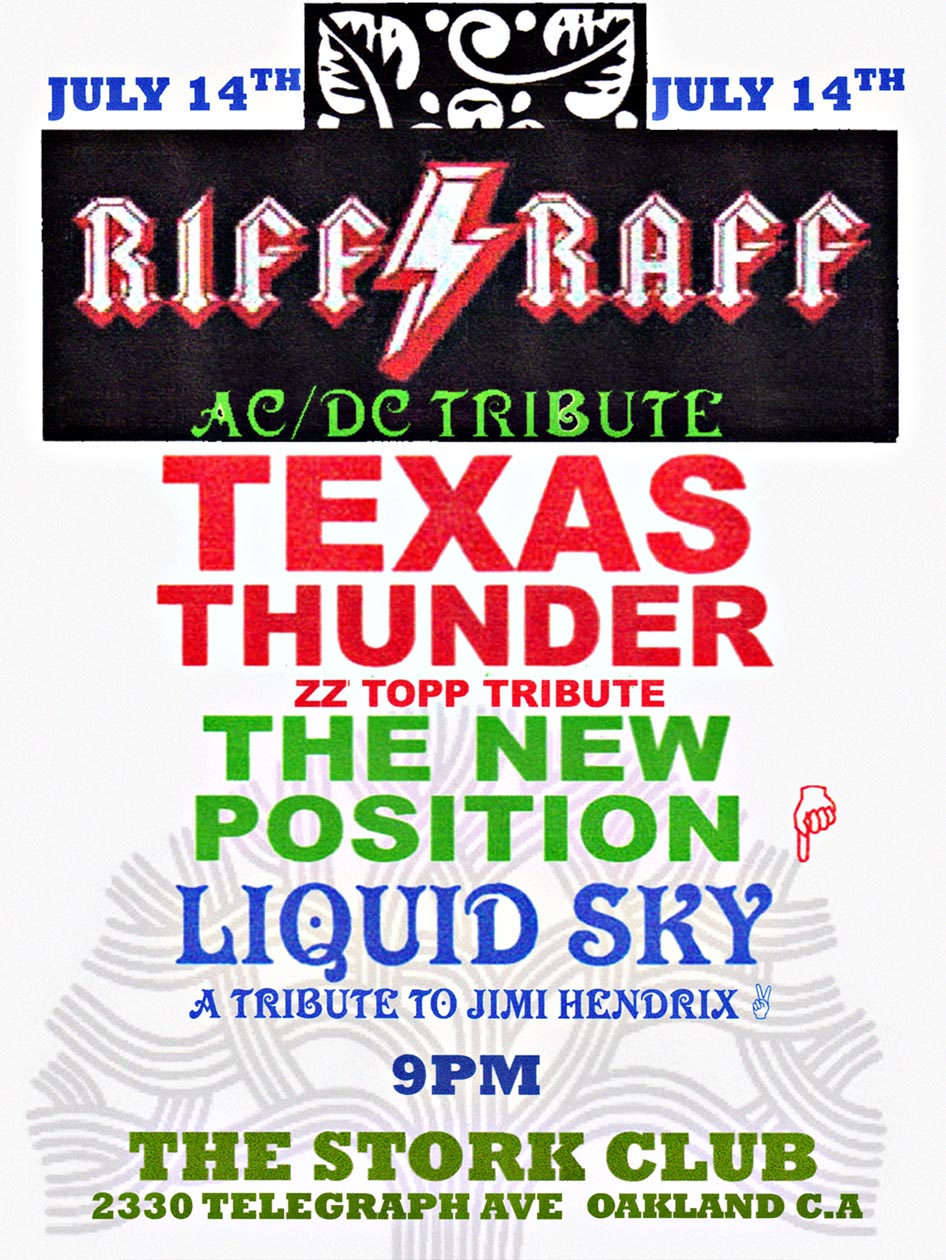 JULY 14TH JULY 14TH
RIFF RAFF
AC/DC TRIBUTE
TEXAS
THUNDER
ZZ TOPP TRIBUTE
THE NEW
POSITION
LIQUID SKY
A TRIBUTE TO JIMI HENDRIX
9PM
THE STORK CLUB
2330 TELEGRAPH AVE OAKLAND C.A